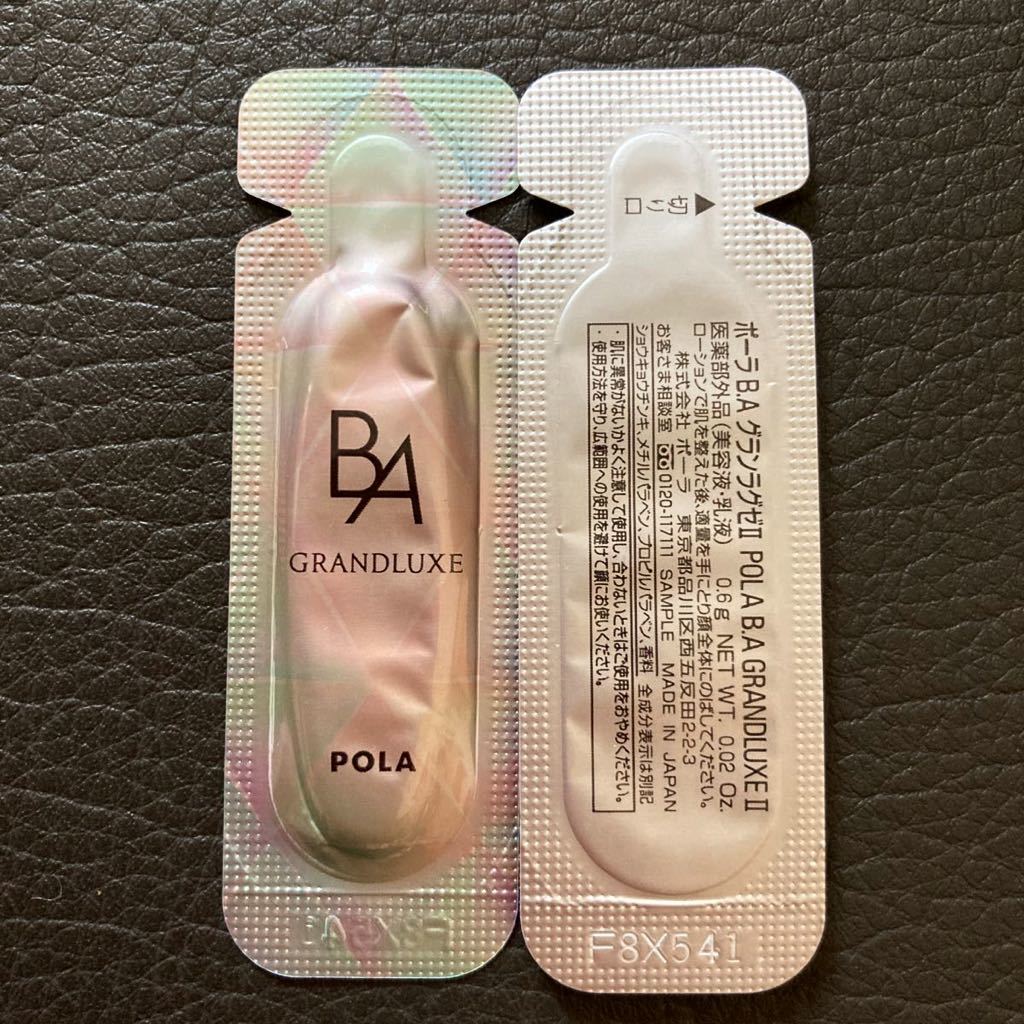 BA
GRANDLUXE
POLA
切り口
ポーラ B.A グランラグゼⅡ POLA B.A GRANDLUXE Ⅱ
医薬部外品(美容液・乳液) 0.6g NET WT. 0.02 Oz.
ローションで肌を整えた後、適量を手にとり顔全体にのばしてください。
株式会社 ポーラ 東京都品川区西五反田2-2-3
お客さま相談室 0120-117111 SAMPLE MADE IN JAPAN
ショウキョウチンキ、メチルパラベン、プロピルパラベン、香料 全成分表示は別記
・肌に異常がないかよく注意して使用し、合わないときはご使用をおやめください。
・使用方法を守り、広範囲への使用を避けて顔にお使いください。
F8X541